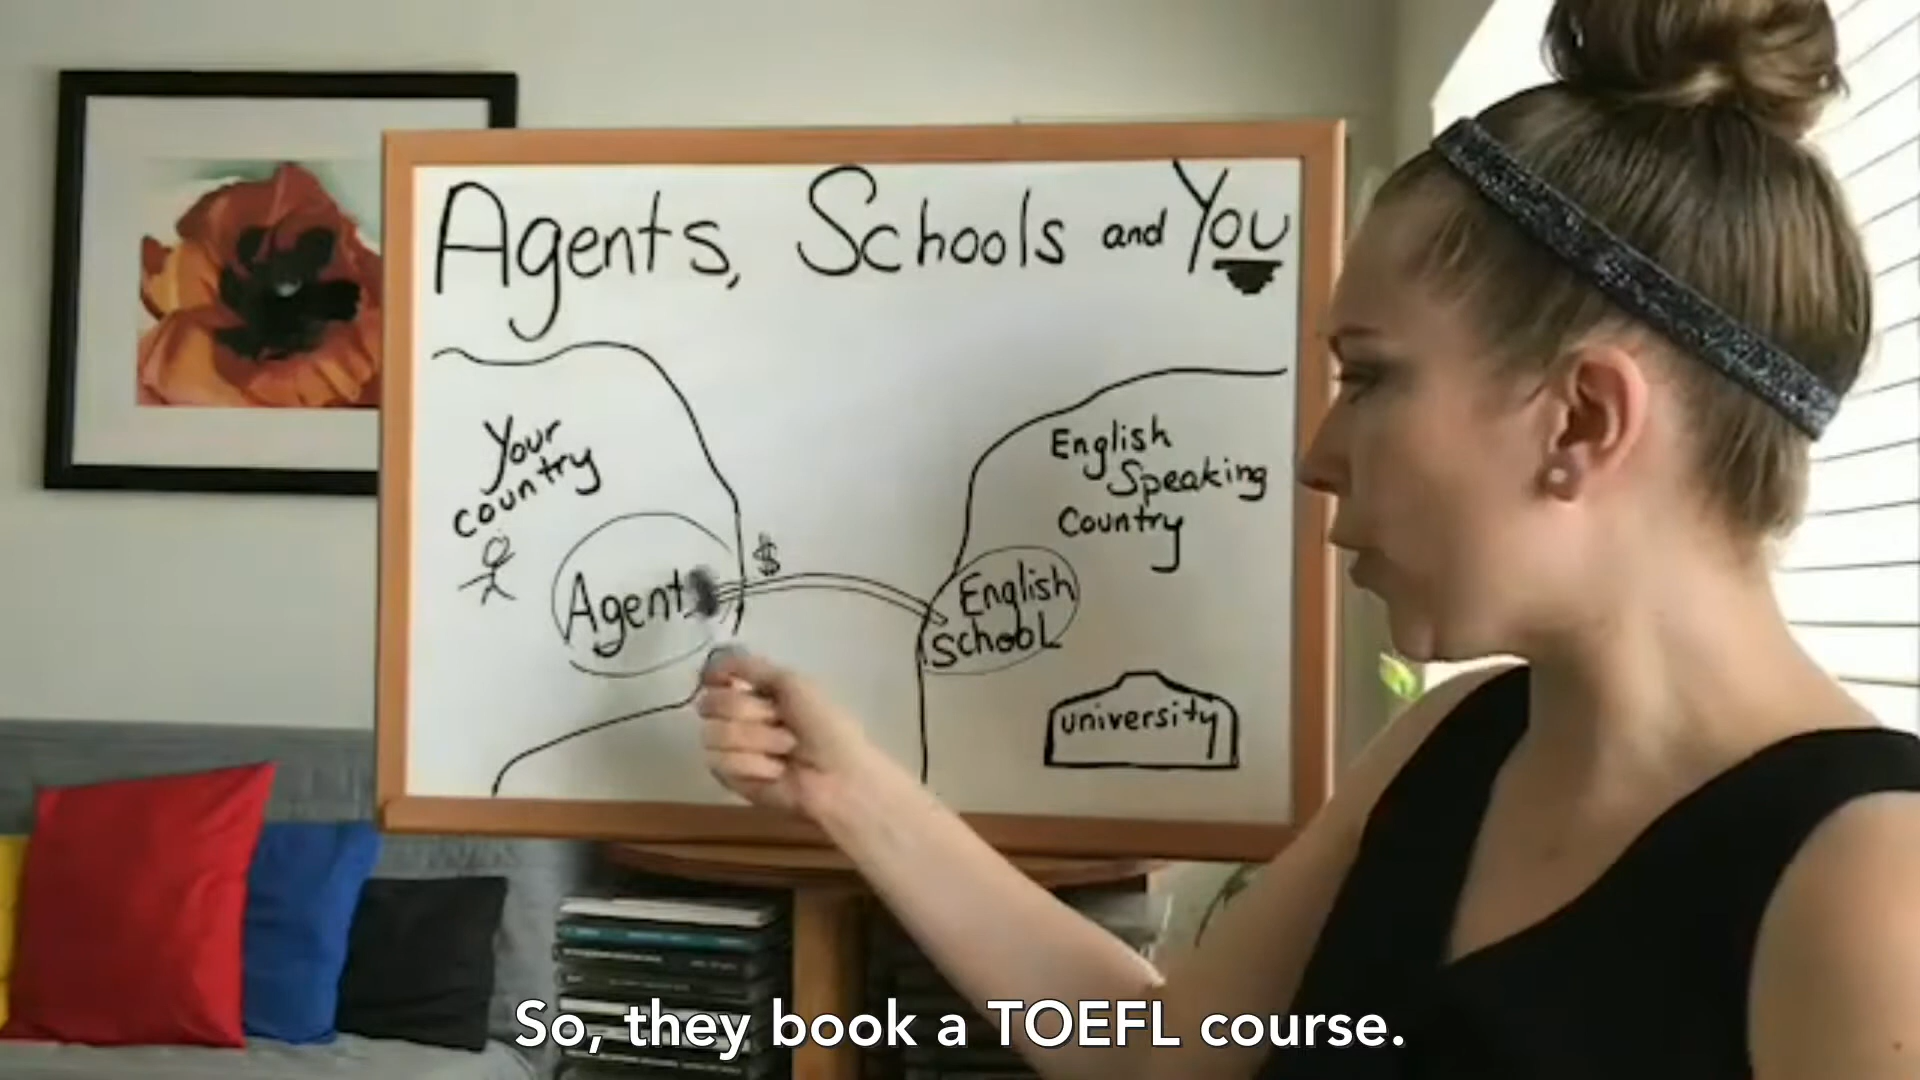 Agents, Schools and You
Your
country
Agent
$
English
Speaking
Country
English
School
university
So, they book a TOEFL course.